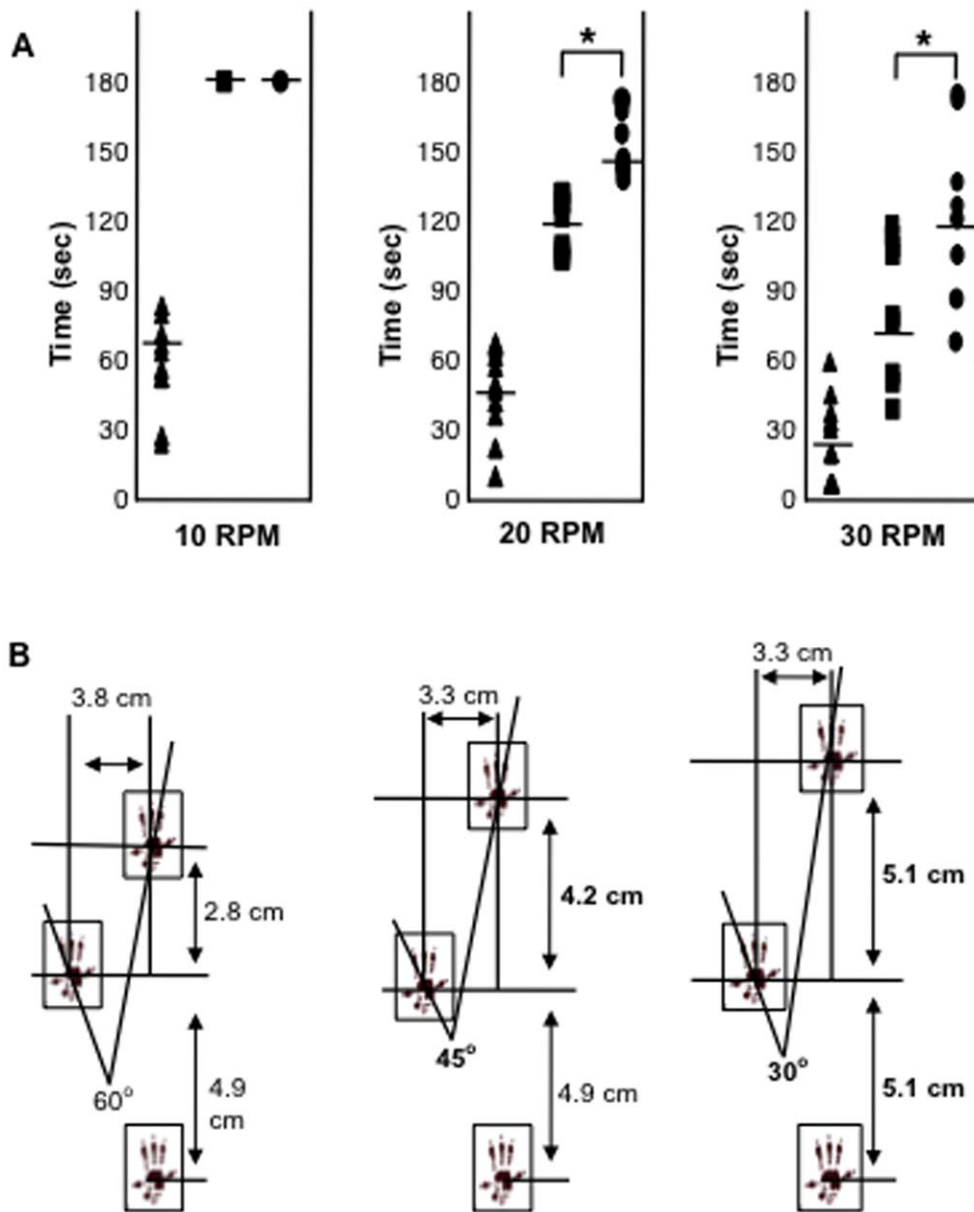 A
Time (sec)
180
150
120
90
60
30
0
10 RPM
Time (sec)
180
150
120
90
60
30
0
*
20 RPM
Time (sec)
180
150
120
90
60
30
0
*
30 RPM
B
3.8 cm
2.8 cm
60°
4.9
cm
3.3 cm
4.2 cm
45°
4.9 cm
3.3 cm
5.1 cm
30°
5.1 cm